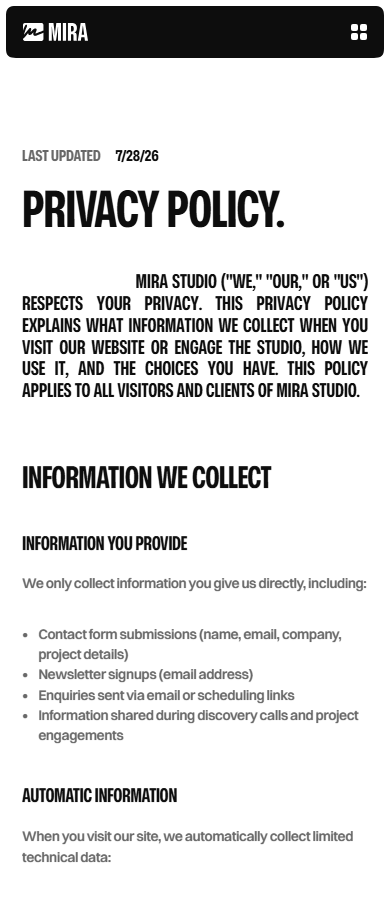 MIRA
LAST UPDATED 7/28/26
PRIVACY POLICY.
MIRA STUDIO ("WE," "OUR," OR "US")
RESPECTS YOUR PRIVACY. THIS PRIVACY POLICY
EXPLAINS WHAT INFORMATION WE COLLECT WHEN YOU
VISIT OUR WEBSITE OR ENGAGE THE STUDIO, HOW WE
USE IT, AND THE CHOICES YOU HAVE. THIS POLICY
APPLIES TO ALL VISITORS AND CLIENTS OF MIRA STUDIO.
INFORMATION WE COLLECT
INFORMATION YOU PROVIDE
We only collect information you give us directly, including:
• Contact form submissions (name, email, company,
project details)
• Newsletter signups (email address)
• Enquiries sent via email or scheduling links
• Information shared during discovery calls and project
engagements
AUTOMATIC INFORMATION
When you visit our site, we automatically collect limited
technical data: